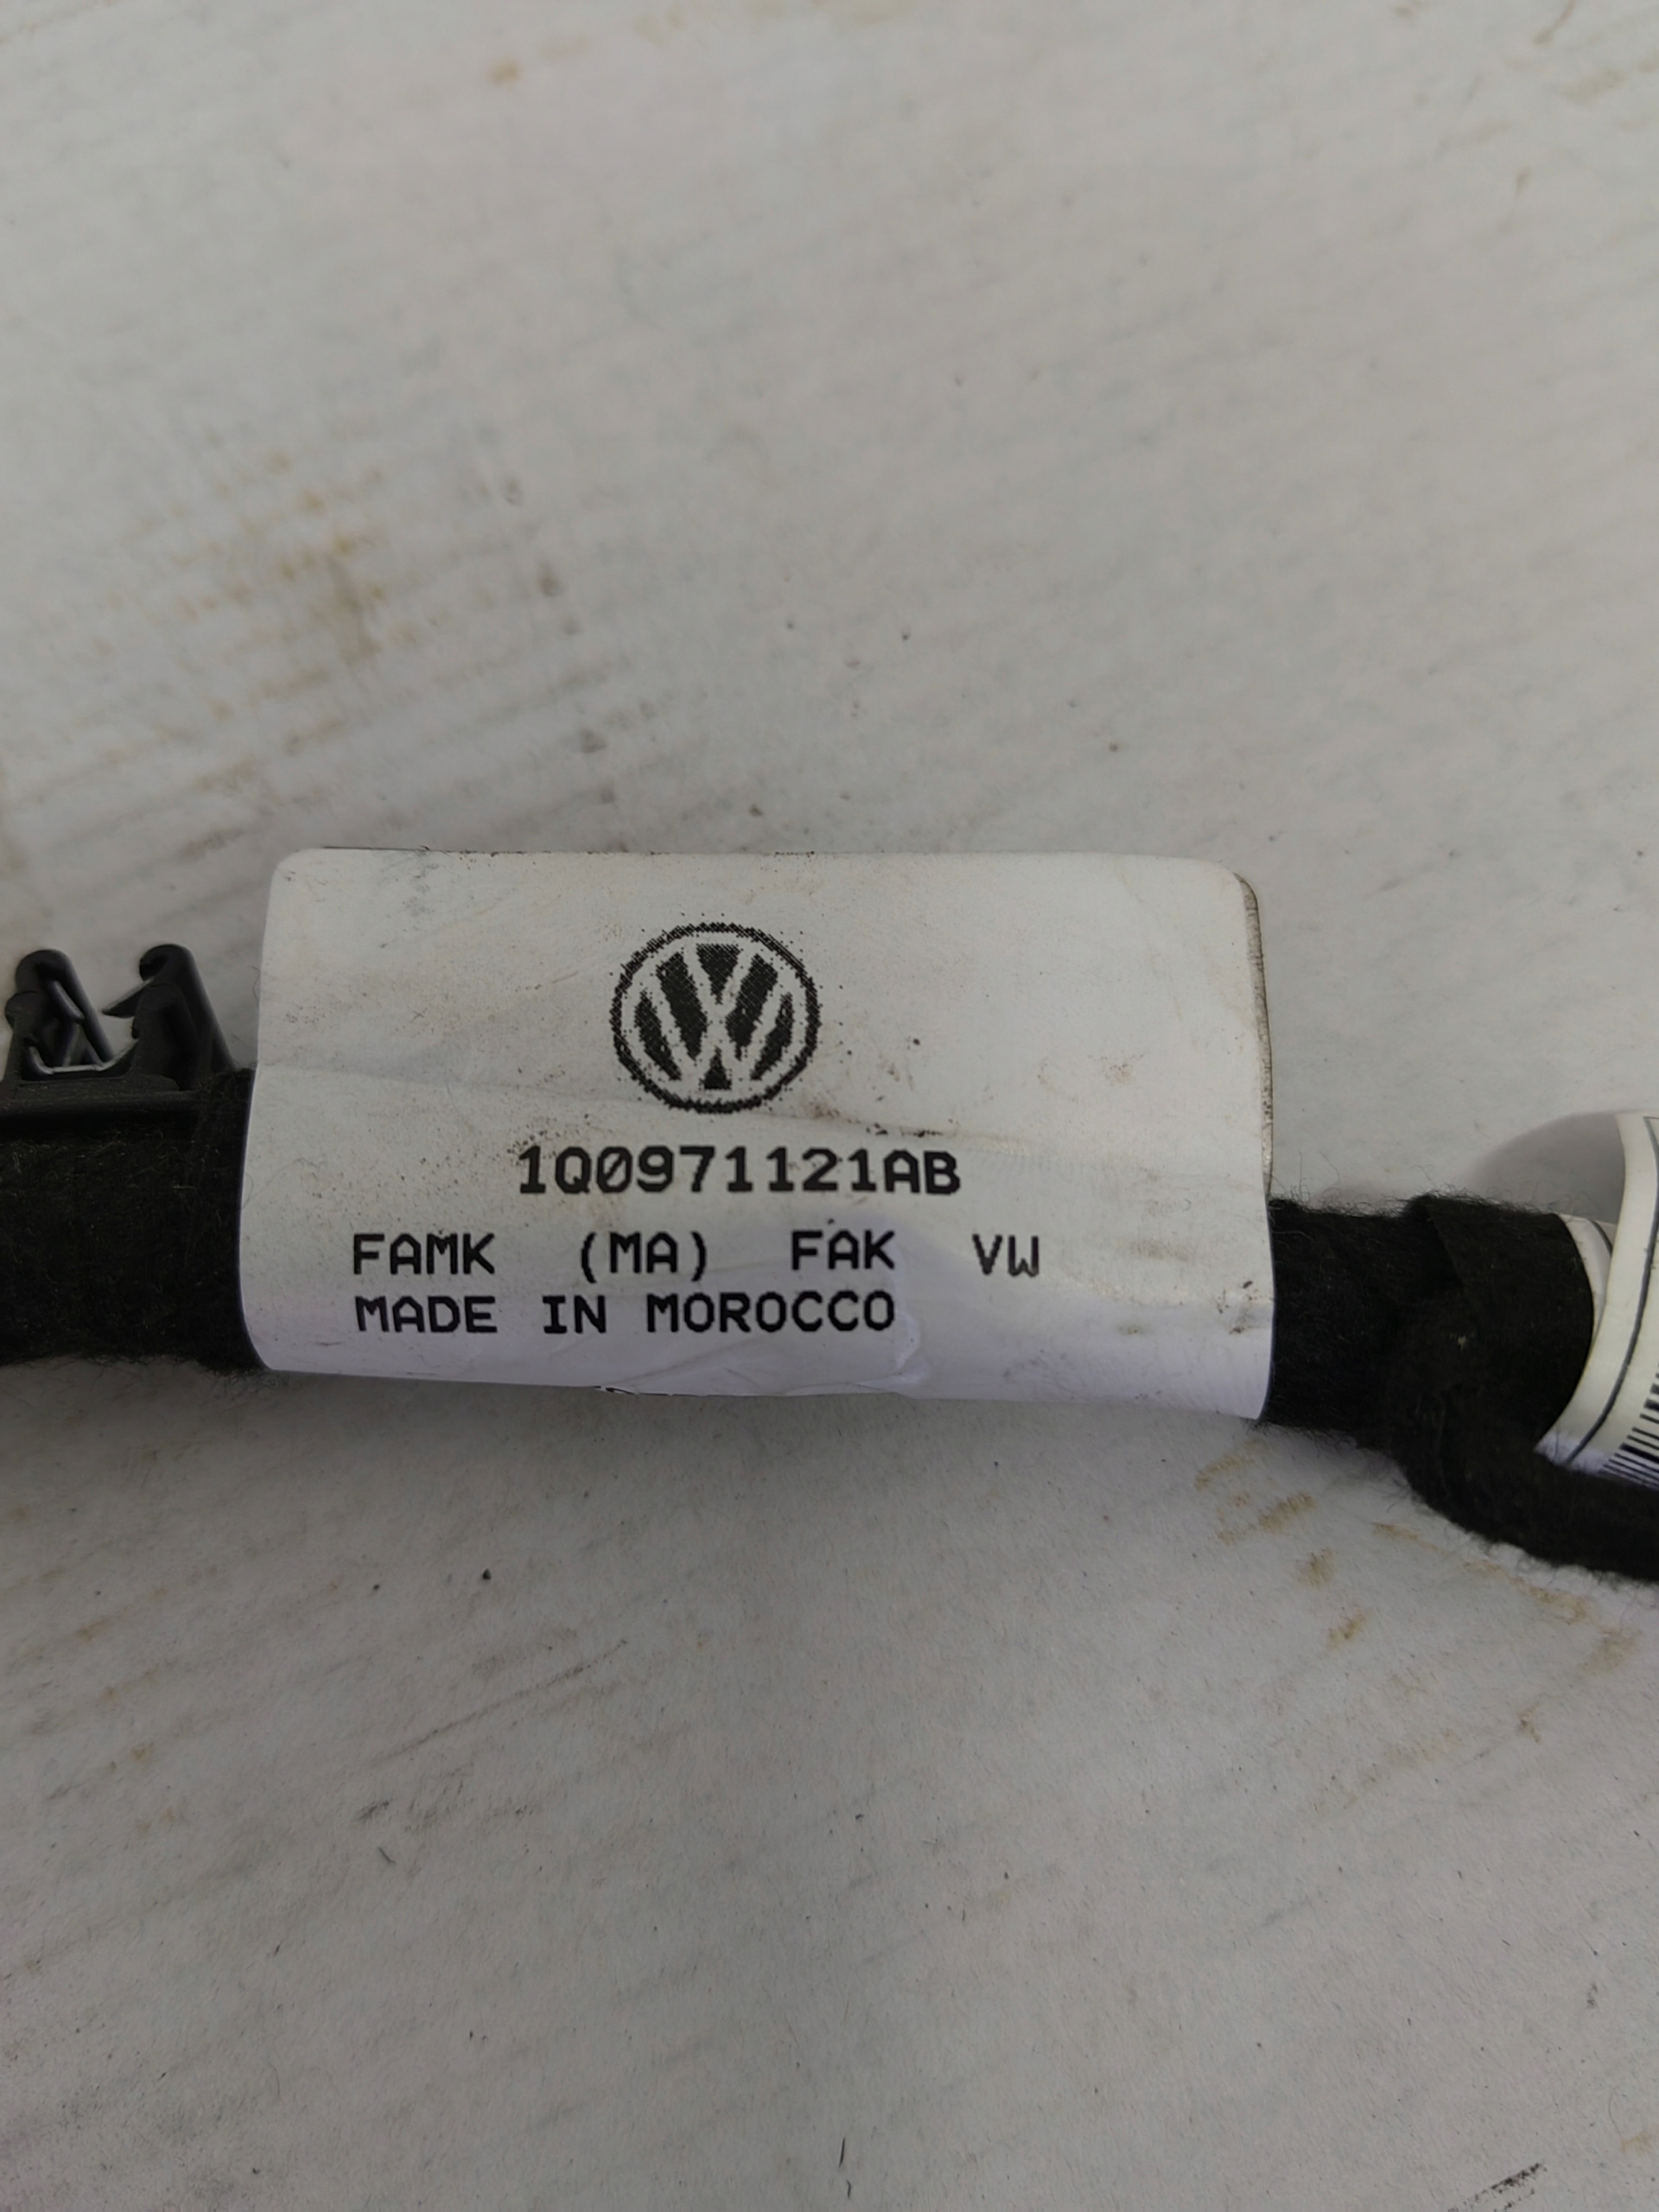 1Q0971121AB
FAMK (MA) FAK VW
MADE IN MOROCCO